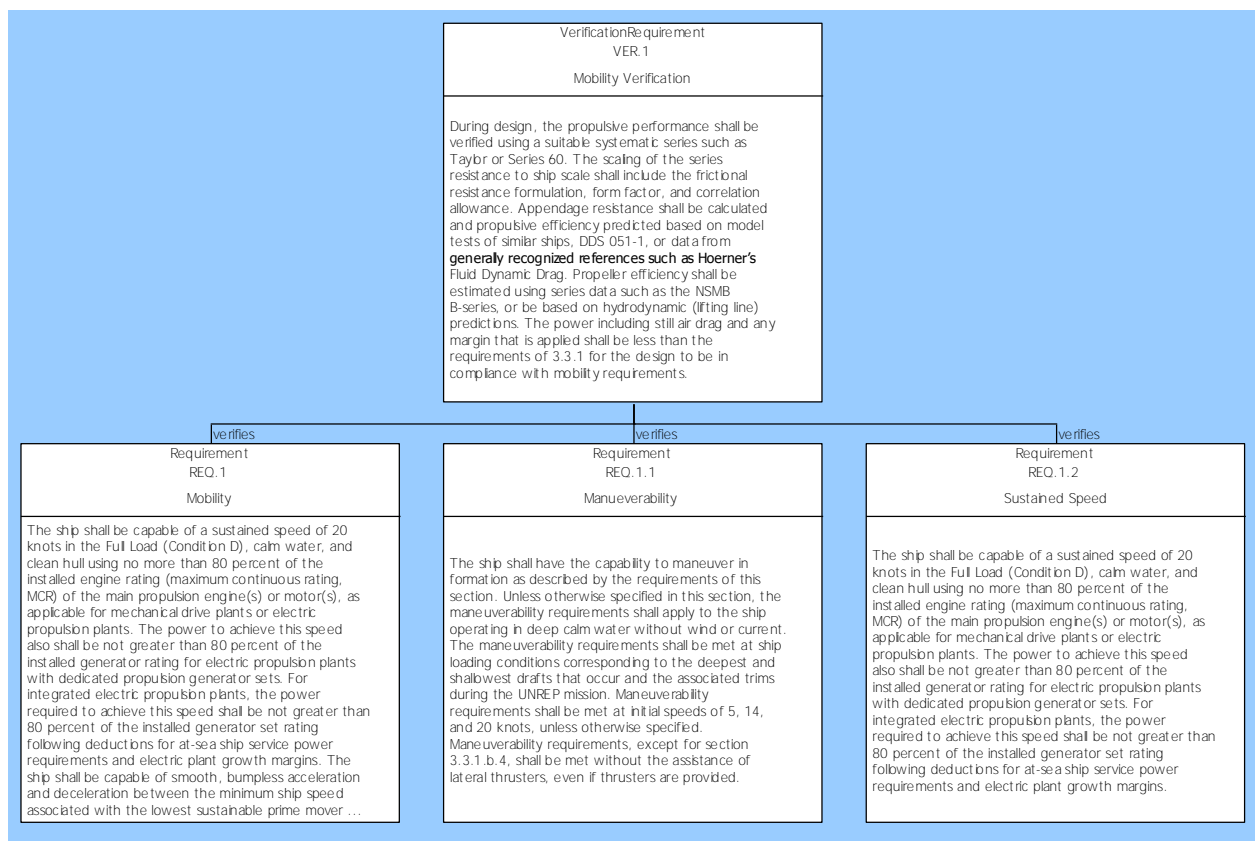 VerificationRequirement
VER.1
Mobility Verification
During design, the propulsive performance shall be
verified using a suitable systematic series such as
Taylor or Series 60. The scaling of the series
resistance to ship scale shall include the frictional
resistance formulation, form factor, and correlation
allowance. Appendage resistance shall be calculated
and propulsive efficiency predicted based on model
tests of similar ships, DDS 051-1, or data from
generally recognized references such as Hoerner's
Fluid Dynamic Drag. Propeller efficiency shall be
estimated using series data such as the NSMB
B-series, or be based on hydrodynamic (lifting line)
predictions. The power including still air drag and any
margin that is applied shall be less than the
requirements of 3.3.1 for the design to be in
compliance with mobility requirements.
verifies
verifies
verifies
Requirement
REQ.1
Mobility
The ship shall be capable of a sustained speed of 20
knots in the Full Load (Condition D), calm water, and
clean hull using no more than 80 percent of the
installed engine rating (maximum continuous rating,
MCR) of the main propulsion engine(s) or motor(s), as
applicable for mechanical drive plants or electric
propulsion plants. The power to achieve this speed
also shall be not greater than 80 percent of the
installed generator rating for electric propulsion plants
with dedicated propulsion generator sets. For
integrated electric propulsion plants, the power
required to achieve this speed shall be not greater than
80 percent of the installed generator set rating
following deductions for at-sea ship service power
requirements and electric plant growth margins. The
ship shall be capable of smooth, bumpless acceleration
and deceleration between the minimum ship speed
associated with the lowest sustainable prime mover ...
Requirement
REQ.1.1
Manueverability
The ship shall have the capability to maneuver in
formation as described by the requirements of this
section. Unless otherwise specified in this section, the
maneuverability requirements shall apply to the ship
operating in deep calm water without wind or current.
The maneuverability requirements shall be met at ship
loading conditions corresponding to the deepest and
shallowest drafts that occur and the associated trims
during the UNREP mission. Maneuverability
requirements shall be met at initial speeds of 5, 14,
and 20 knots, unless otherwise specified.
Maneuverability requirements, except for section
3.3.1.b.4, shall be met without the assistance of
lateral thrusters, even if thrusters are provided.
Requirement
REQ.1.2
Sustained Speed
The ship shall be capable of a sustained speed of 20
knots in the Full Load (Condition D), calm water, and
clean hull using no more than 80 percent of the
installed engine rating (maximum continuous rating,
MCR) of the main propulsion engine(s) or motor(s), as
applicable for mechanical drive plants or electric
propulsion plants. The power to achieve this speed
also shall be not greater than 80 percent of the
installed generator rating for electric propulsion plants
with dedicated propulsion generator sets. For
integrated electric propulsion plants, the power
required to achieve this speed shall be not greater than
80 percent of the installed generator set rating
following deductions for at-sea ship service power
requirements and electric plant growth margins.